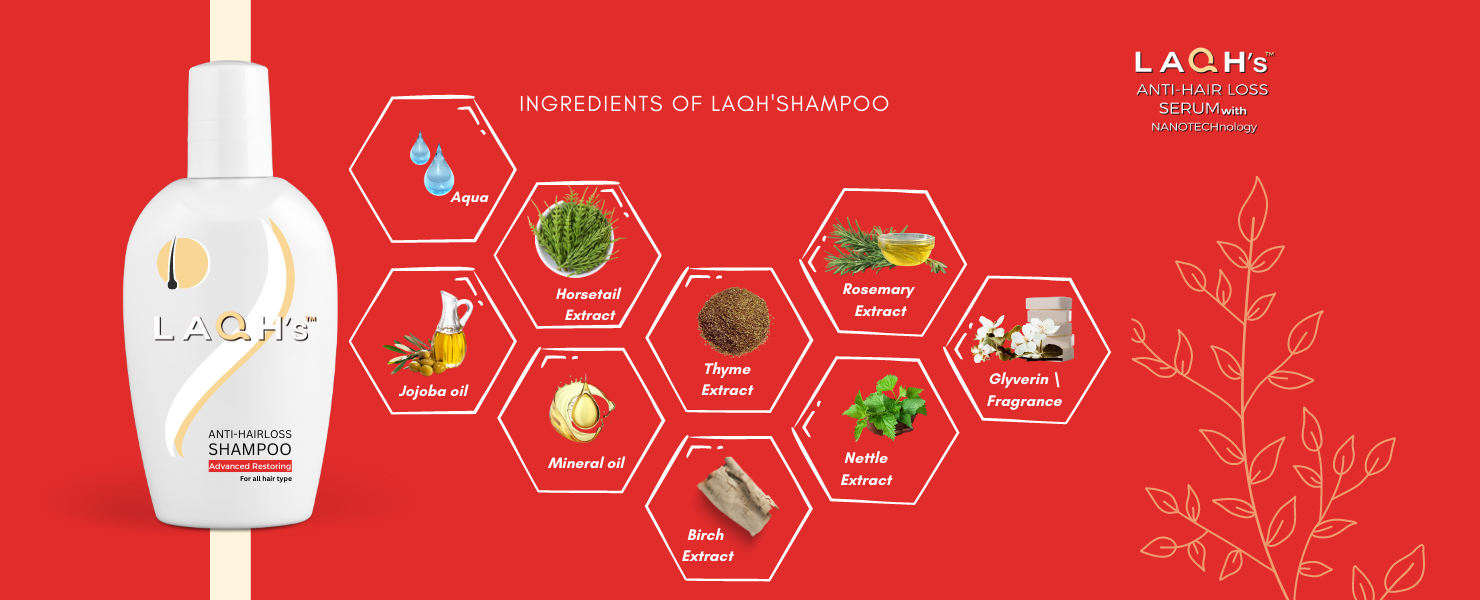 INGREDIENTS OF LAQH'SHAMPOO
LAQH's™
ANTI-HAIR LOSS
SERUM with
NANOTECHnology
Aqua
Horsetail
Extract
Rosemary
Extract
Jojoba oil
Thyme
Extract
Glyverin \
Fragrance
Mineral oil
Nettle
Extract
Birch
Extract
LAQH's™
ANTI-HAIRLOSS
SHAMPOO
Advanced Restoring
For all hair type